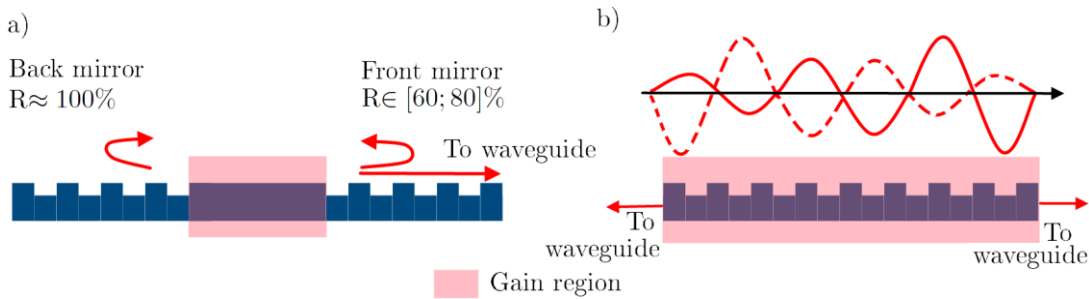 a)
Back mirror
R≈ 100%
Front mirror
R∈ [60; 80]%
To waveguide
b)
To
waveguide
To
waveguide
Gain region